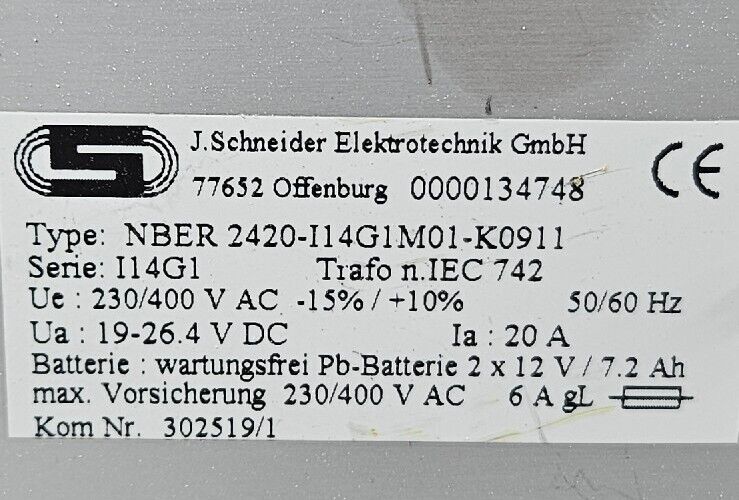 J.Schneider Elektrotechnik GmbH
77652 Offenburg 0000134748
Type: NBER 2420-I14G1M01-K0911
Serie: I14G1 Trafo n.IEC 742
Ue : 230/400 V AC -15% / +10% 50/60 Hz
Ua : 19-26.4 V DC Ia : 20 A
Batterie : wartungsfrei Pb-Batterie 2 x 12 V / 7.2 Ah
max. Vorsicherung 230/400 V AC 6 A gL
Kom Nr. 302519/1
CE